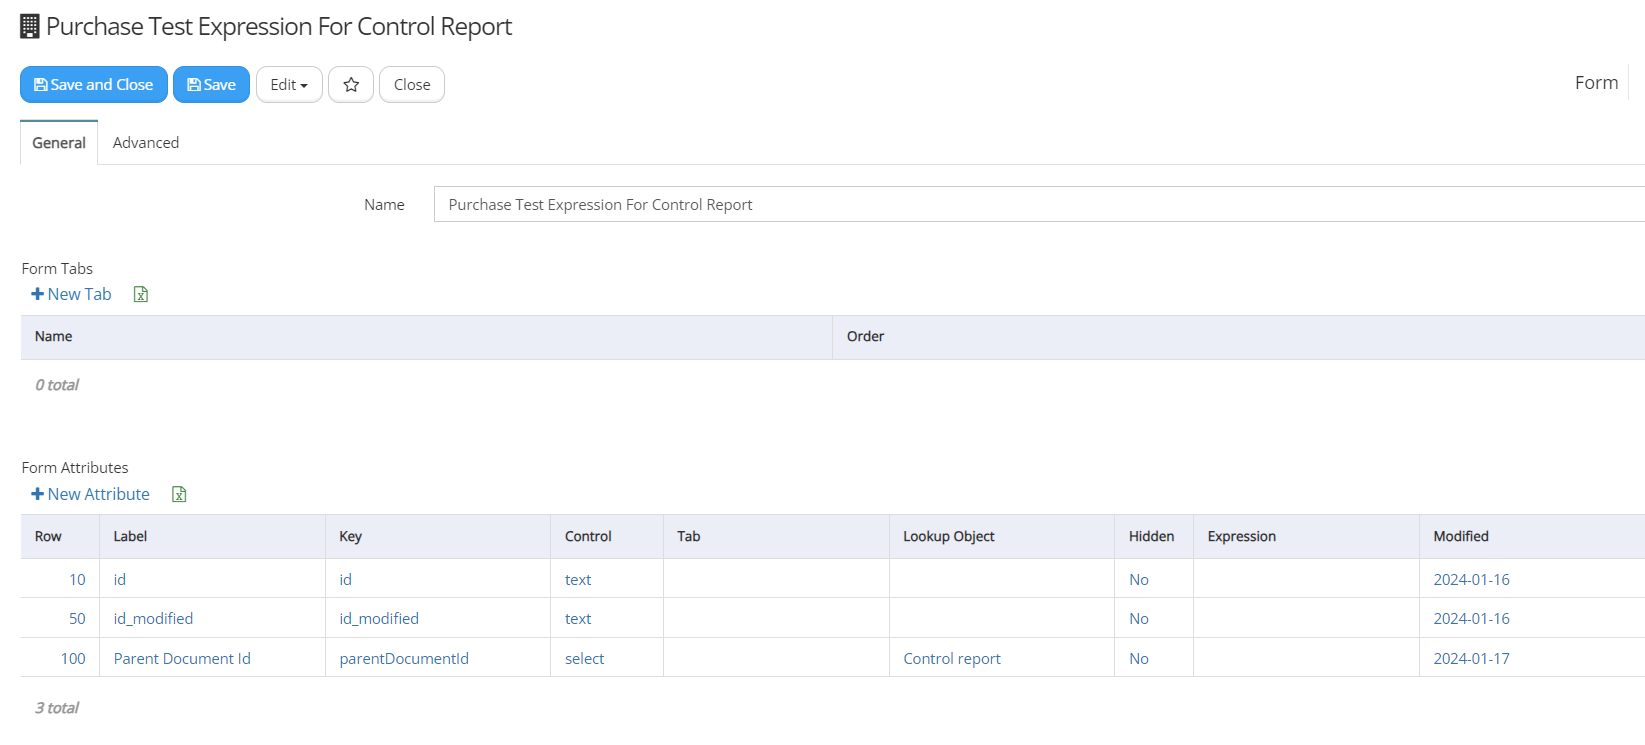 Purchase Test Expression For Control Report
Save and Close Save Edit Close Form
General Advanced
Name Purchase Test Expression For Control Report
Form Tabs
New Tab
Name Order
0 total
Form Attributes
New Attribute
Row Label Key Control Tab Lookup Object Hidden Expression Modified
10 id id text No 2024-01-16
50 id_modified id_modified text No 2024-01-16
100 Parent Document Id parentDocumentId select Control report No 2024-01-17
3 total